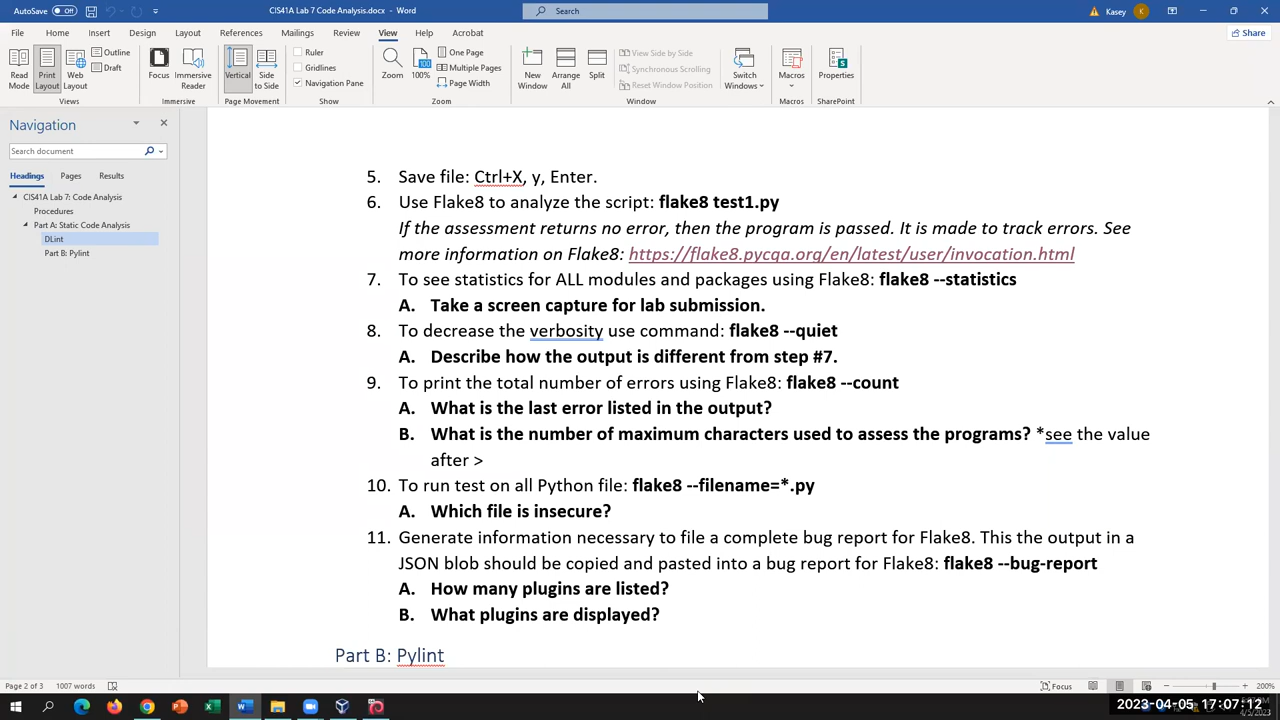 AutoSave Off
CIS41A Lab 7 Code Analysis.docx
Search
Kasey
File Home Insert Design Layout References Mailings Review View Help Acrobat
Share
Read Mode
Print Layout
Web Layout
Outline
Draft
Views
Focus
Immersive Reader
Immersive
Vertical
Side to Side
Page Movement
Ruler
Gridlines
Navigation Pane
Show
Zoom
100%
One Page
Multiple Pages
Page Width
Zoom
New Window
Arrange All
Split
View Side by Side
Synchronous Scrolling
Reset Window Position
Window
Switch Windows
Macros
Macros
Properties
SharePoint
Navigation
Search document
Headings Pages Results
CIS41A Lab 7: Code Analysis
Procedures
Part A: Static Code Analysis
DLint
Part B: Pylint
5. Save file: Ctrl+X, y, Enter.
6. Use Flake8 to analyze the script: flake8 test1.py
If the assessment returns no error, then the program is passed. It is made to track errors. See
more information on Flake8: https://flake8.pycqa.org/en/latest/user/invocation.html
7. To see statistics for ALL modules and packages using Flake8: flake8 --statistics
A. Take a screen capture for lab submission.
8. To decrease the verbosity use command: flake8 --quiet
A. Describe how the output is different from step #7.
9. To print the total number of errors using Flake8: flake8 --count
A. What is the last error listed in the output?
B. What is the number of maximum characters used to assess the programs? *see the value
after >
10. To run test on all Python file: flake8 --filename=*.py
A. Which file is insecure?
11. Generate information necessary to file a complete bug report for Flake8. This the output in a
JSON blob should be copied and pasted into a bug report for Flake8: flake8 --bug-report
A. How many plugins are listed?
B. What plugins are displayed?
Part B: Pylint
Page 2 of 3 1007 words
Focus
200%
2023-04-05 17:07:12